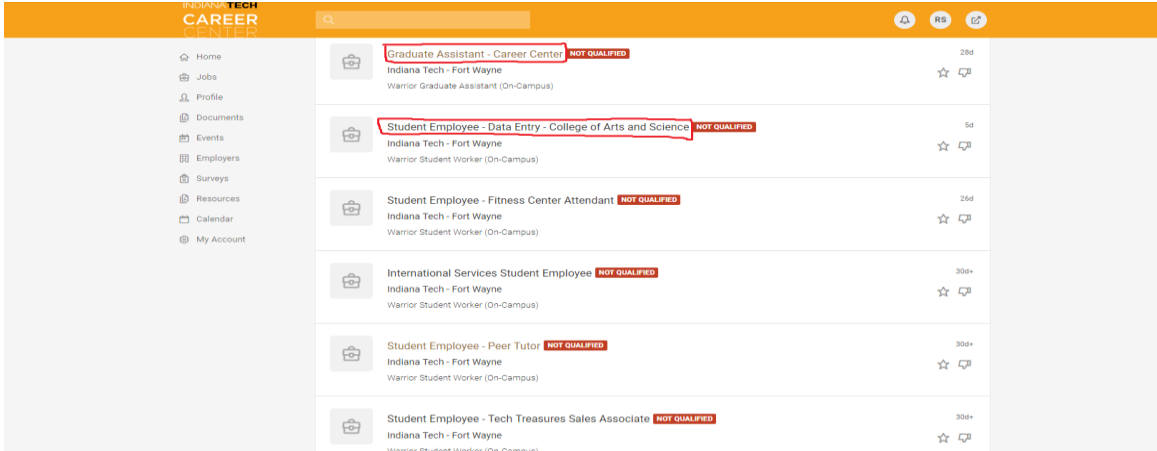 INDIANA TECH
CAREER
CENTER
RS
Home
Jobs
Profile
Documents
Events
Employers
Surveys
Resources
Calendar
My Account
Graduate Assistant - Career Center NOT QUALIFIED
28d
Indiana Tech - Fort Wayne
Warrior Graduate Assistant (On-Campus)
Student Employee - Data Entry - College of Arts and Science NOT QUALIFIED
5d
Indiana Tech - Fort Wayne
Warrior Student Worker (On-Campus)
Student Employee - Fitness Center Attendant NOT QUALIFIED
26d
Indiana Tech - Fort Wayne
Warrior Student Worker (On-Campus)
International Services Student Employee NOT QUALIFIED
30d+
Indiana Tech - Fort Wayne
Warrior Student Worker (On-Campus)
Student Employee - Peer Tutor NOT QUALIFIED
30d+
Indiana Tech - Fort Wayne
Warrior Student Worker (On-Campus)
Student Employee - Tech Treasures Sales Associate NOT QUALIFIED
30d+
Indiana Tech - Fort Wayne
Warrior Student Worker (On-Campus)